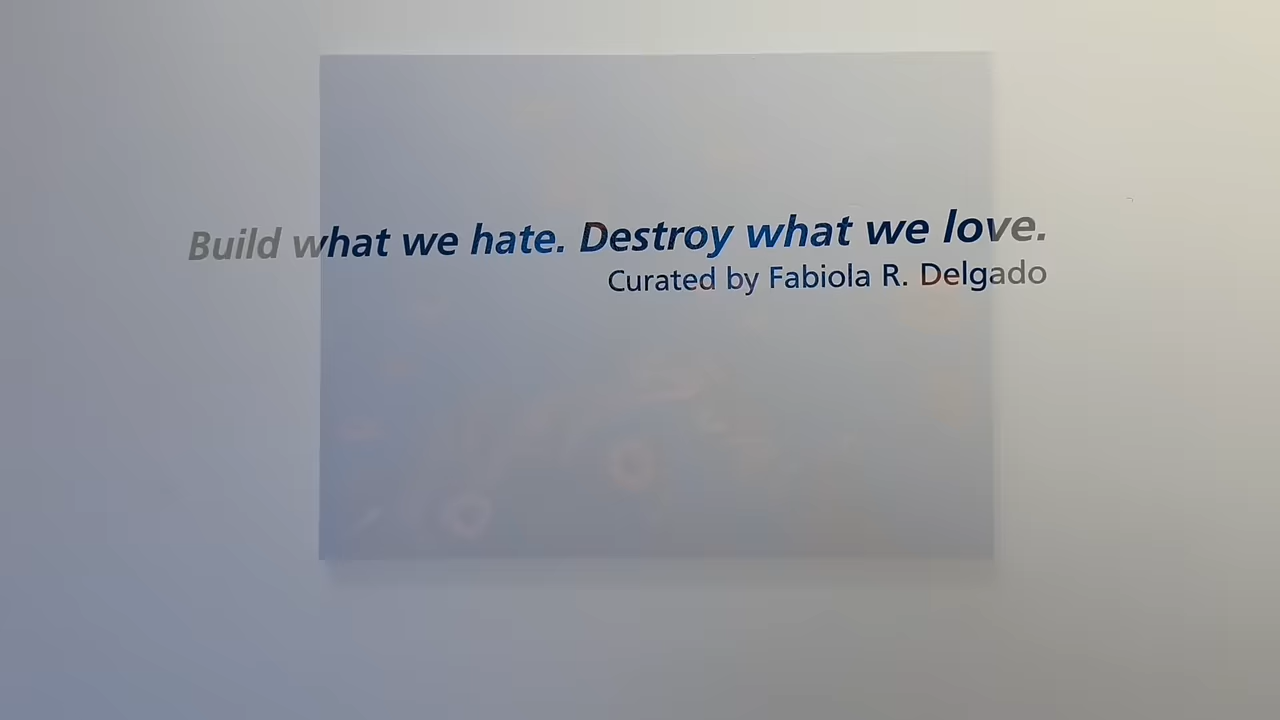 Build what we hate. Destroy what we love.
Curated by Fabiola R. Delgado